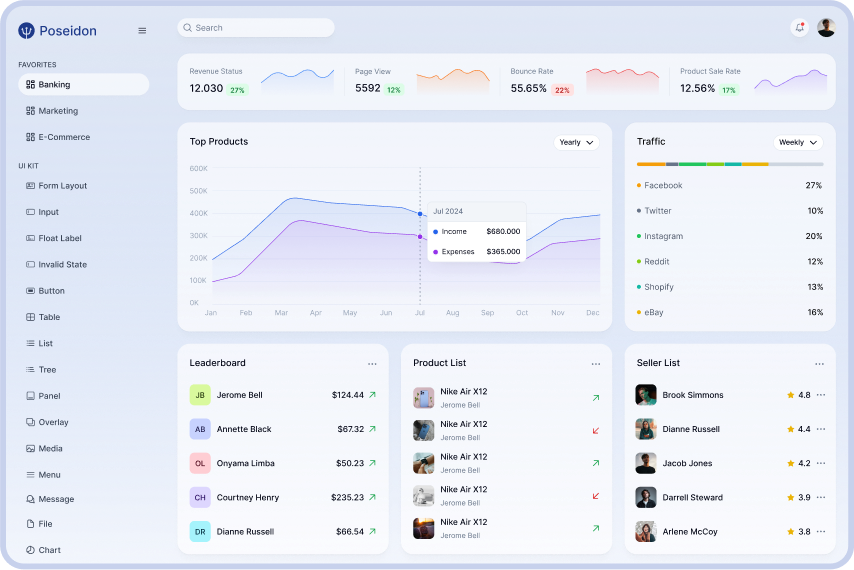 Poseidon
Search
FAVORITES
Banking
Marketing
E-Commerce
UI KIT
Form Layout
Input
Float Label
Invalid State
Button
Table
List
Tree
Panel
Overlay
Media
Menu
Message
File
Chart
Revenue Status
12.030 27%
Page View
5592 12%
Bounce Rate
55.65% 22%
Product Sale Rate
12.56% 17%
Top Products
Yearly
600K
500K
400K
300K
200K
100K
0K
Jan Feb Mar Apr May Jun Jul Aug Sep Oct Nov Dec
Jul 2024
Income $680.000
Expenses $365.000
Traffic
Weekly
Facebook 27%
Twitter 10%
Instagram 20%
Reddit 12%
Shopify 13%
eBay 16%
Leaderboard
JB Jerome Bell $124.44
AB Annette Black $67.32
OL Onyama Limba $50.23
CH Courtney Henry $235.23
DR Dianne Russell $66.54
Product List
Nike Air X12
Jerome Bell
Nike Air X12
Jerome Bell
Nike Air X12
Jerome Bell
Nike Air X12
Jerome Bell
Nike Air X12
Jerome Bell
Seller List
Brook Simmons 4.8
Dianne Russell 4.4
Jacob Jones 4.2
Darrell Steward 3.9
Arlene McCoy 3.8